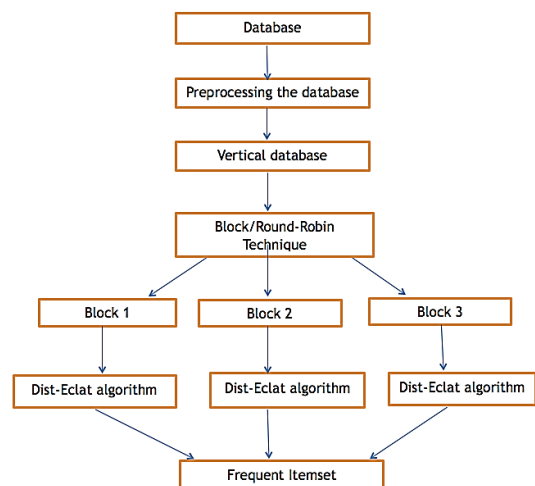 Database
Preprocessing the database
Vertical database
Block/Round-Robin
Technique
Block 1
Block 2
Block 3
Dist-Eclat algorithm
Dist-Eclat algorithm
Dist-Eclat algorithm
Frequent Itemset